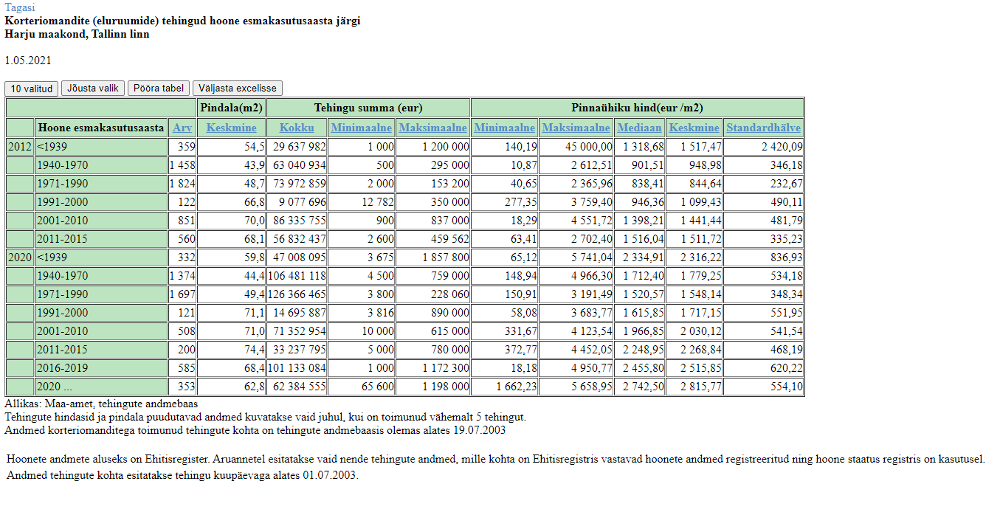 Tagasi
Korteriomandite (eluruumide) tehingud hoone esmakasutusaasta järgi
Harju maakond, Tallinn linn
1.05.2021
10 valitud Jõusta valik Pööra tabel Väljasta excelisse
Pindala(m2) Tehingu summa (eur) Pinnaühiku hind(eur /m2)
Hoone esmakasutusaasta Arv Keskmine Kokku Minimaalne Maksimaalne Minimaalne Maksimaalne Mediaan Keskmine Standardhälve
2012 <1939 359 54,5 29 637 982 1 000 1 200 000 140,19 45 000,00 1 318,68 1 517,47 2 420,09
1940-1970 1 458 43,9 63 040 934 500 295 000 10,87 2 612,51 901,51 948,98 346,18
1971-1990 1 824 48,7 73 972 859 2 000 153 200 40,65 2 365,96 838,41 844,64 232,67
1991-2000 122 66,8 9 077 696 12 782 350 000 277,35 3 759,40 946,36 1 099,43 490,11
2001-2010 851 70,0 86 335 755 900 837 000 18,29 4 551,72 1 398,21 1 441,44 481,79
2011-2015 560 68,1 56 832 437 2 600 459 562 63,41 2 702,40 1 516,04 1 511,72 335,23
2020 <1939 332 59,8 47 008 095 3 675 1 857 800 65,12 5 741,04 2 334,91 2 316,22 836,93
1940-1970 1 374 44,4 106 481 118 4 500 759 000 148,94 4 966,30 1 712,40 1 779,25 534,18
1971-1990 1 697 49,4 126 366 465 3 800 228 060 150,91 3 191,49 1 520,57 1 548,14 348,34
1991-2000 121 71,1 14 695 887 3 816 890 000 58,08 3 683,77 1 615,85 1 717,15 551,95
2001-2010 508 71,0 71 352 954 10 000 615 000 331,67 4 123,54 1 966,85 2 030,12 541,54
2011-2015 200 74,4 33 237 795 5 000 780 000 372,77 4 452,05 2 248,95 2 268,84 468,19
2016-2019 585 68,4 101 133 084 1 000 1 172 300 18,18 4 950,77 2 455,80 2 515,85 620,22
2020 ... 353 62,8 62 384 555 65 600 1 198 000 1 662,23 5 658,95 2 742,50 2 815,77 554,10
Allikas: Maa-amet, tehingute andmebaas
Tehingute hindasid ja pindala puudutavad andmed kuvatakse vaid juhul, kui on toimunud vähemalt 5 tehingut.
Andmed korteriomanditega toimunud tehingute kohta on tehingute andmebaasis olemas alates 19.07.2003
Hoonete andmete aluseks on Ehitisregister. Aruannetel esitatakse vaid nende tehingute andmed, mille kohta on Ehitisregistris vastavad hoonete andmed registreeritud ning hoone staatus registris on kasutusel.
Andmed tehingute kohta esitatakse tehingu kuupäevaga alates 01.07.2003.